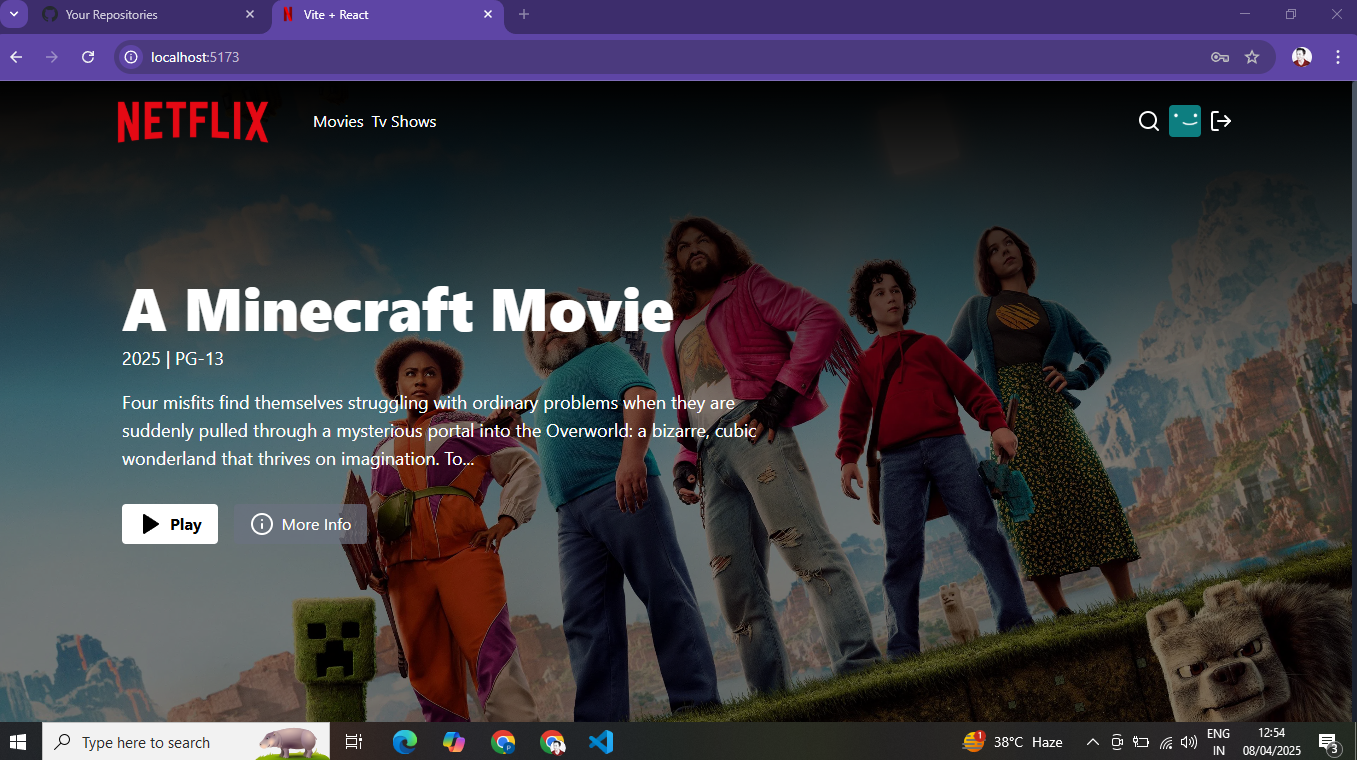 Your Repositories
Vite + React
localhost:5173
NETFLIX
Movies Tv Shows
A Minecraft Movie
2025 | PG-13
Four misfits find themselves struggling with ordinary problems when they are
suddenly pulled through a mysterious portal into the Overworld: a bizarre, cubic
wonderland that thrives on imagination. To...
Play
More Info
Type here to search
1
38°C Haze
ENG
IN
12:54
08/04/2025
3